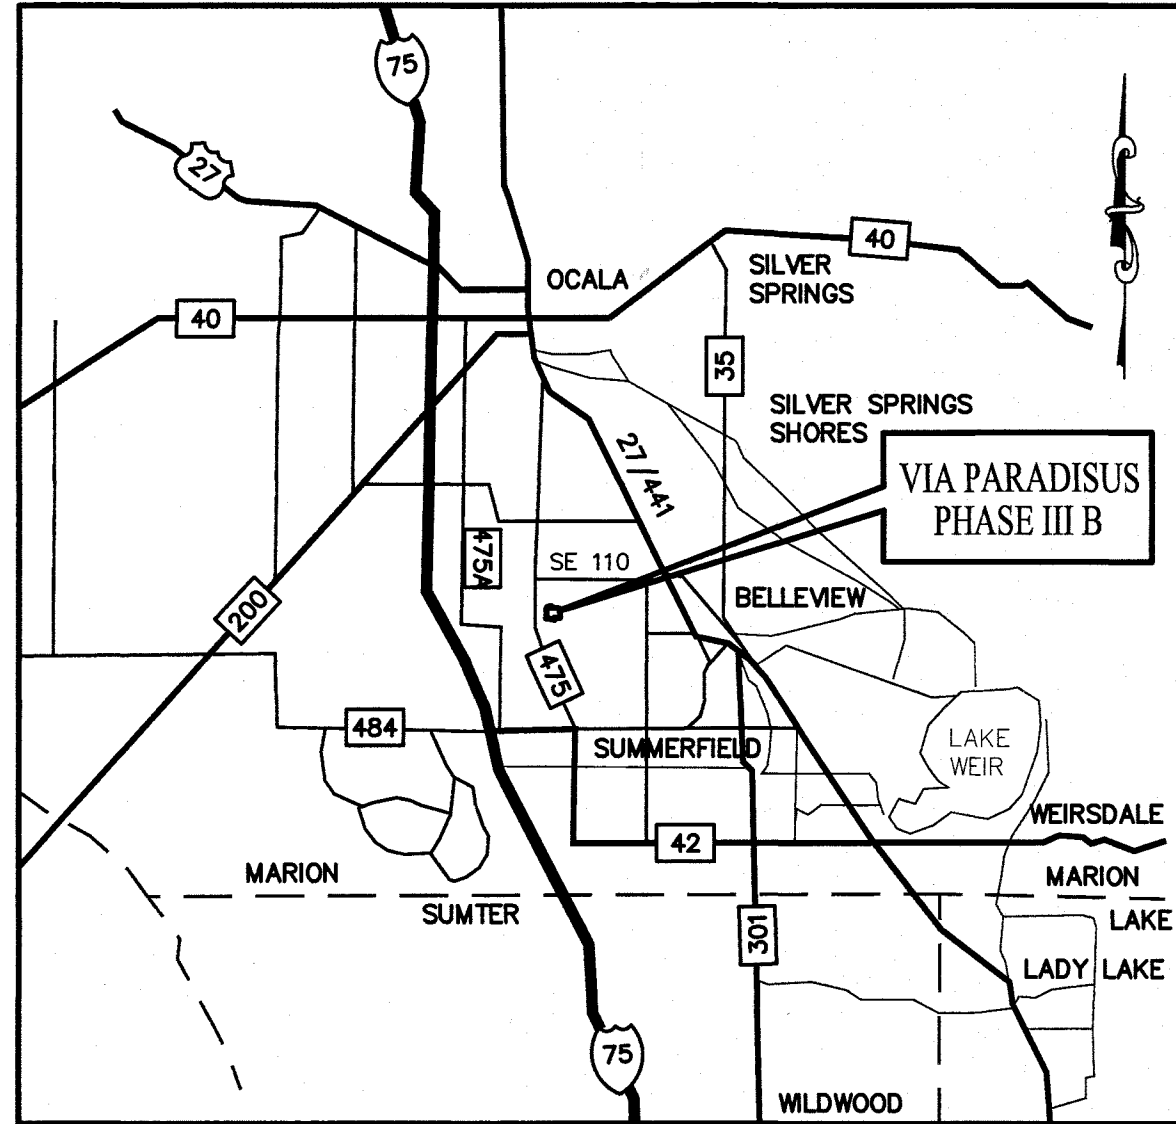 75
27
40
OCALA
SILVER
SPRINGS
40
35
SILVER SPRINGS
SHORES
27/441
VIA PARADISUS
PHASE III B
475A
SE 110
200
BELLEVIEW
475
484
SUMMERFIELD
LAKE
WEIR
WEIRSDALE
42
MARION
MARION
SUMTER
LAKE
301
LADY LAKE
75
WILDWOOD